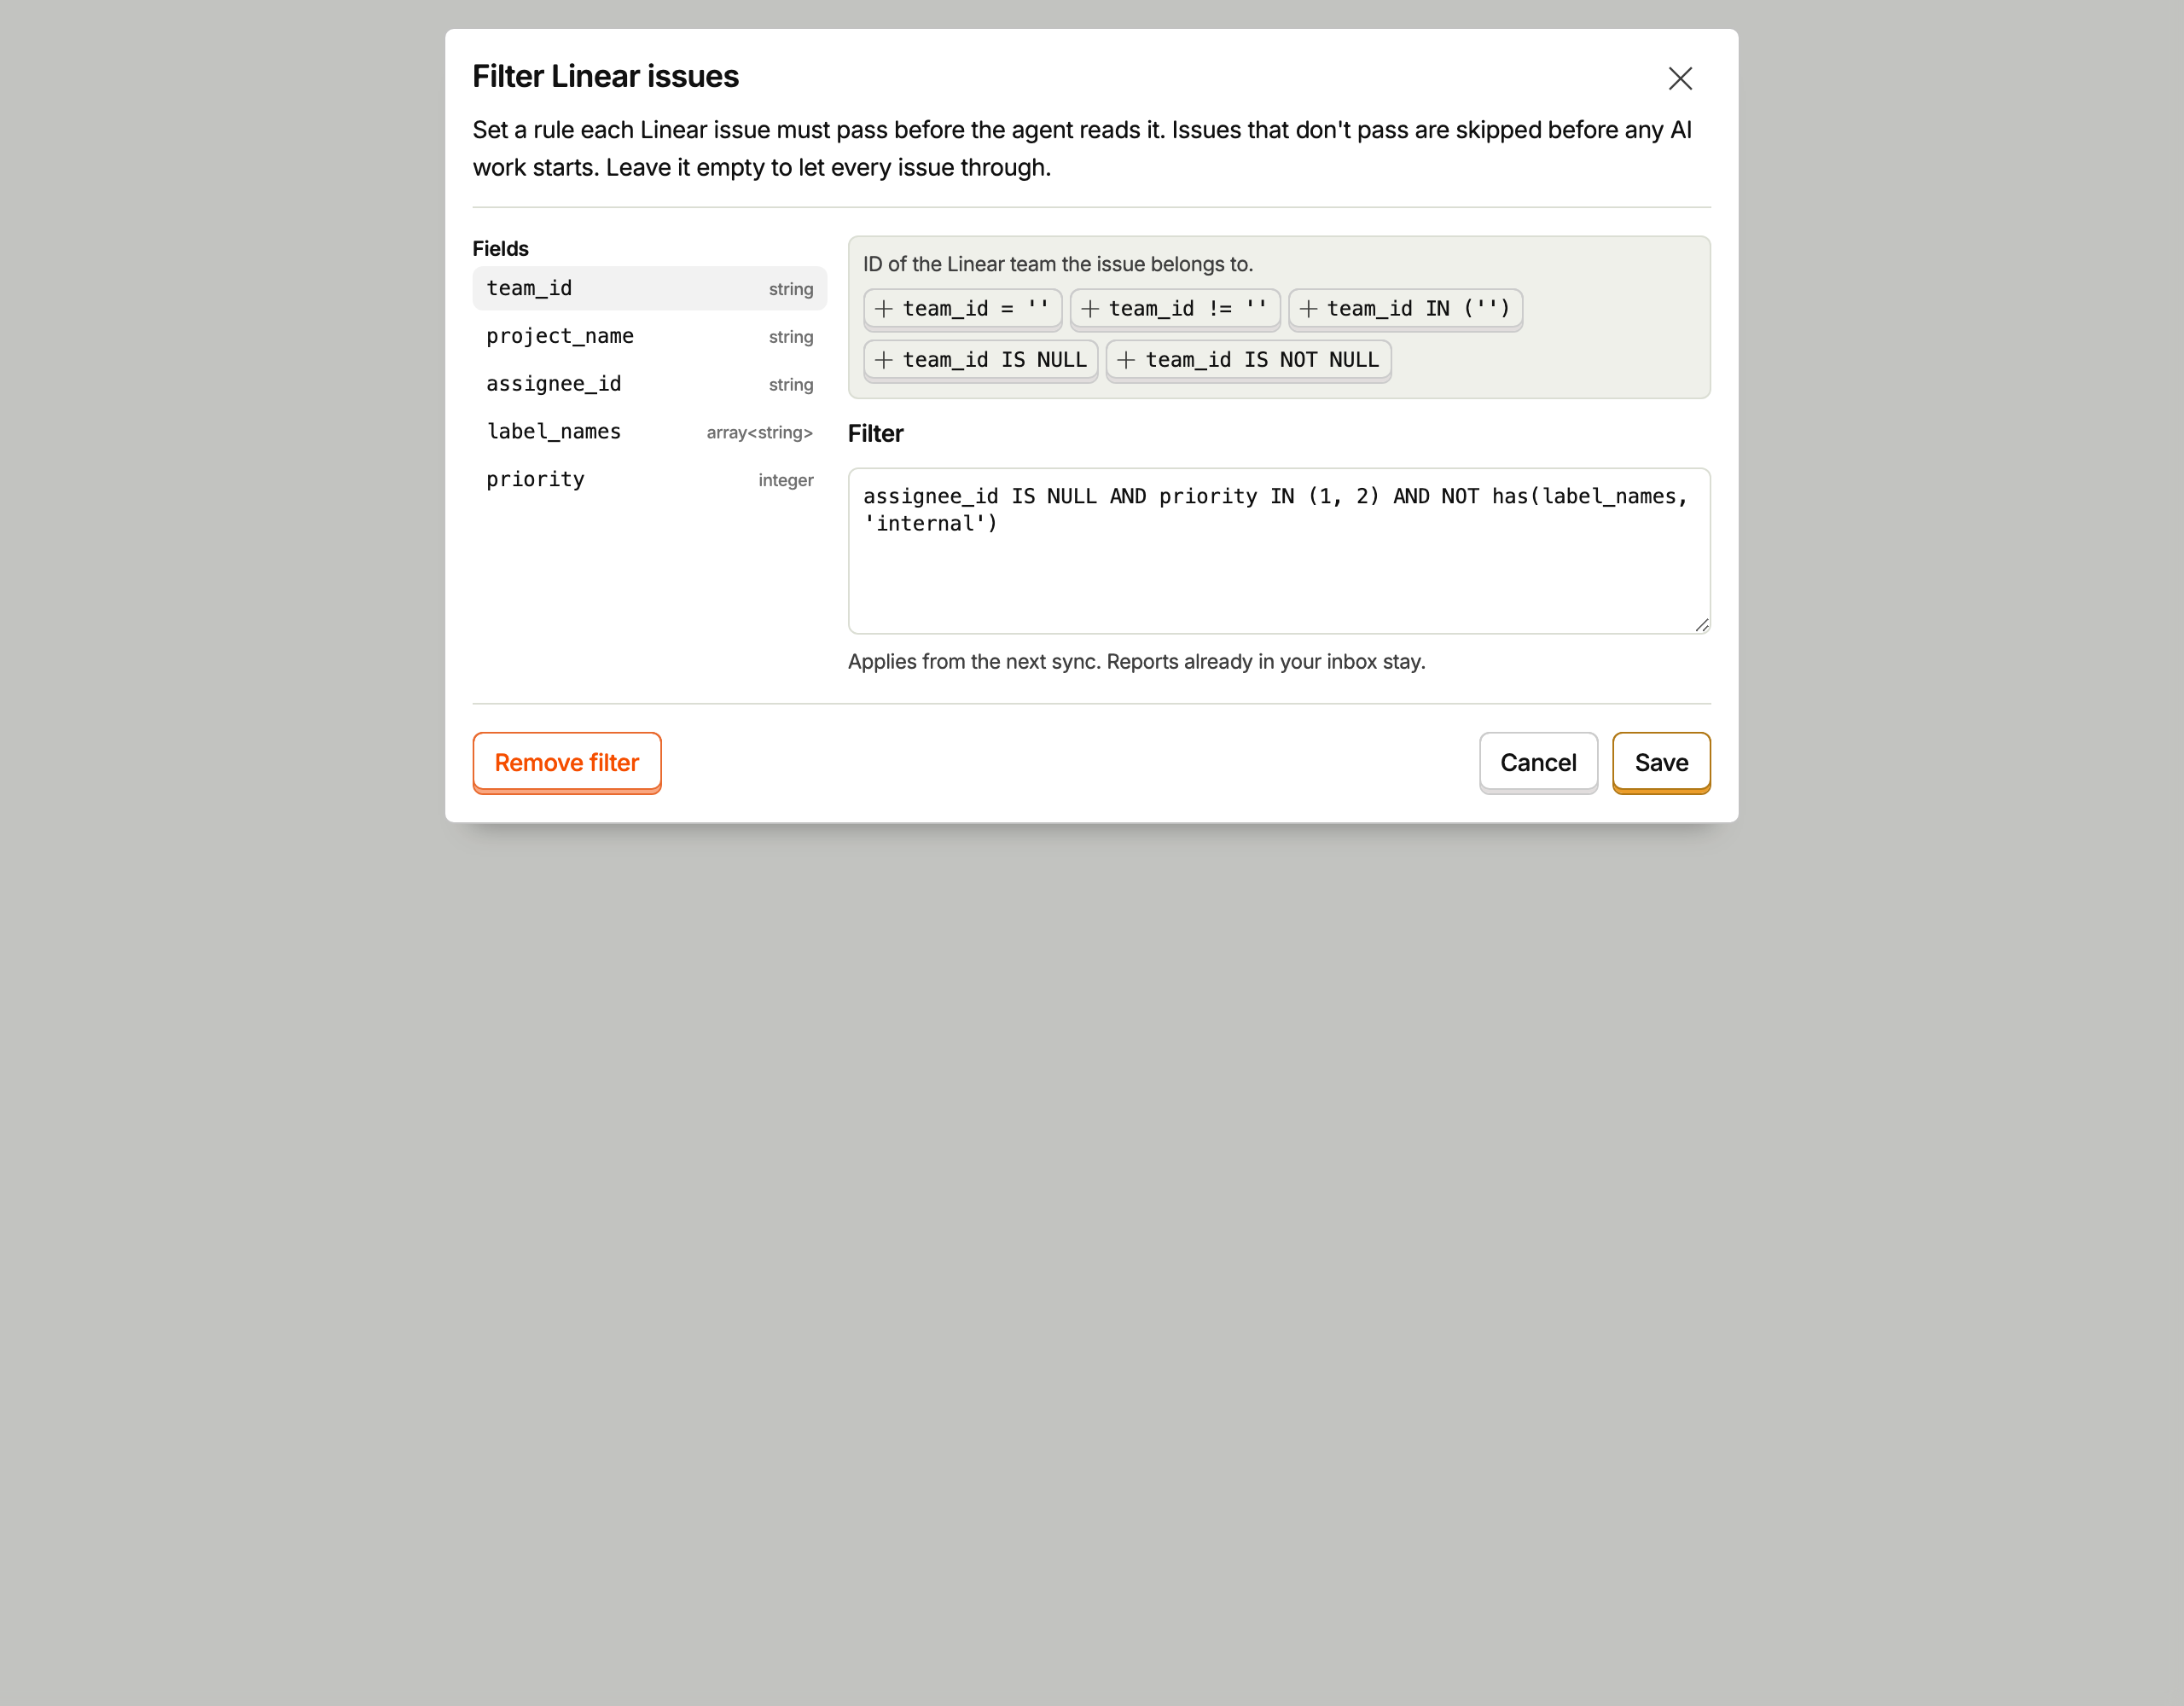 Filter Linear issues
Set a rule each Linear issue must pass before the agent reads it. Issues that don't pass are skipped before any AI
work starts. Leave it empty to let every issue through.
Fields
team_id string
project_name string
assignee_id string
label_names array<string>
priority integer
ID of the Linear team the issue belongs to.
+ team_id = '' + team_id != '' + team_id IN ('')
+ team_id IS NULL + team_id IS NOT NULL
Filter
assignee_id IS NULL AND priority IN (1, 2) AND NOT has(label_names,
'internal')
Applies from the next sync. Reports already in your inbox stay.
Remove filter
Cancel Save